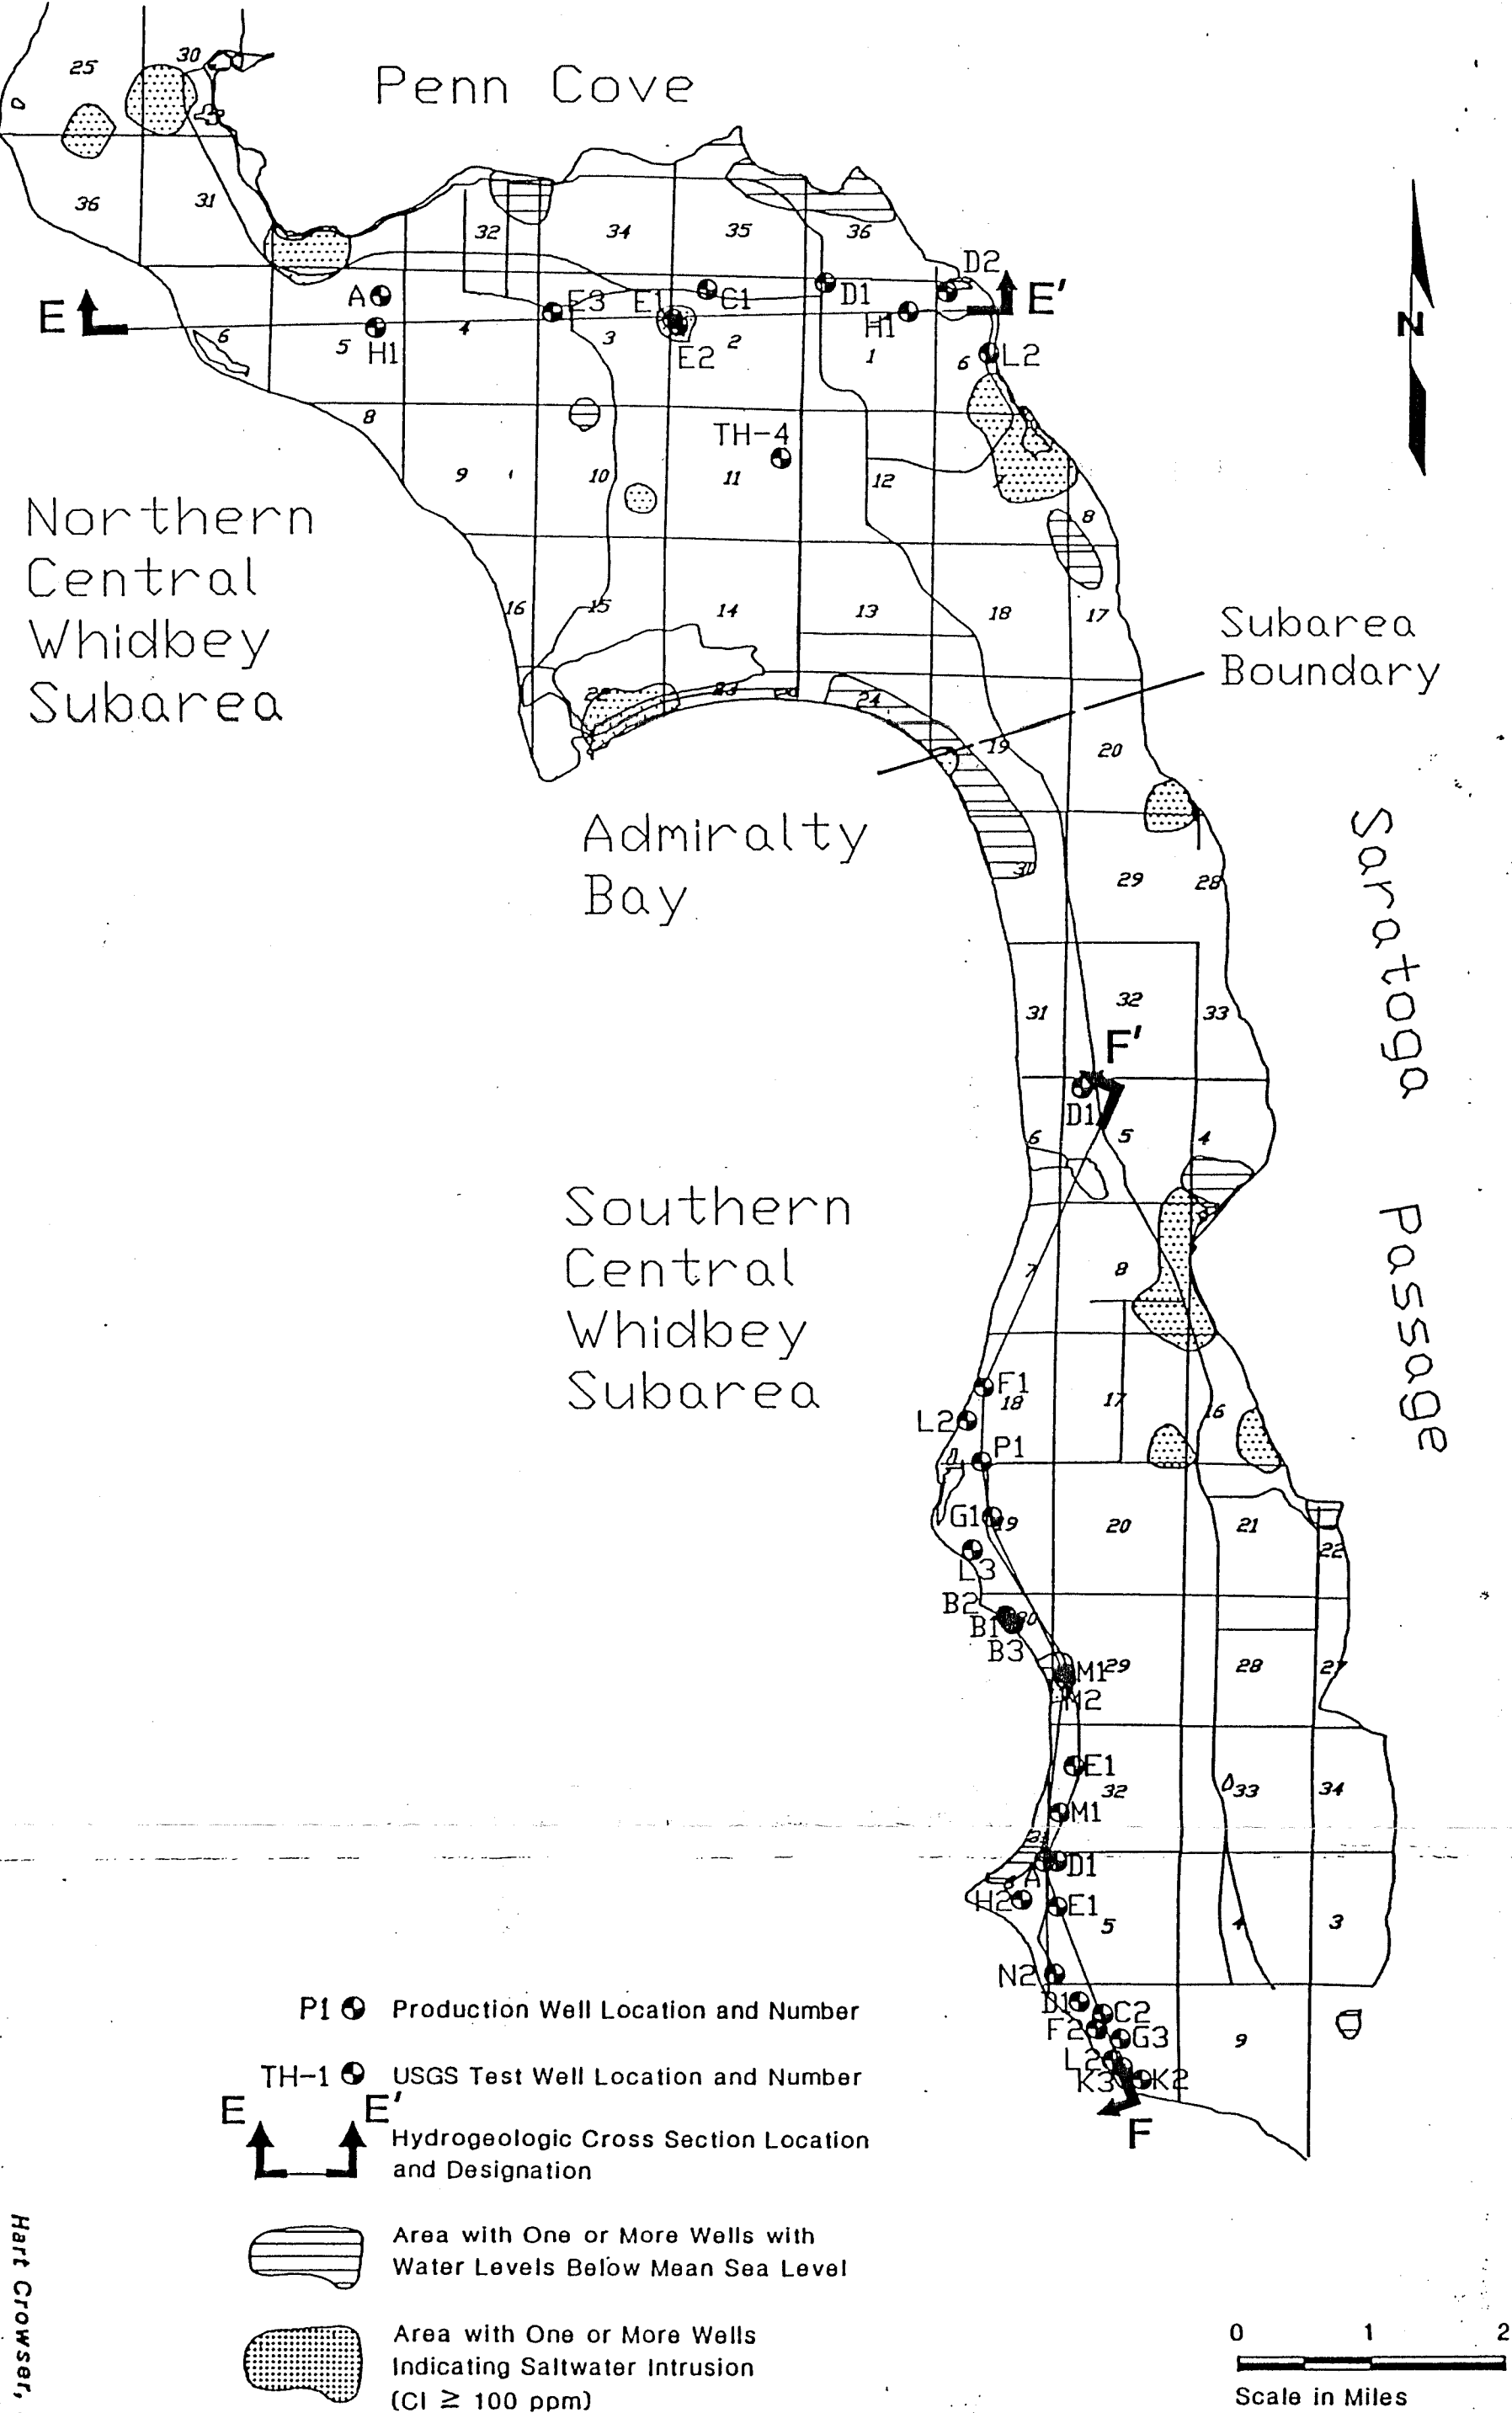 Penn Cove
25
30
36
31
32
34
35
36
D2
A
E3
E1
C1
D1
E
E'
H1
6
5
H1
4
3
E2
2
1
6
L2
N
8
TH-4
9
10
11
12
7
8
Northern
Central
Whidbey
Subarea
16
15
14
13
18
17
Subarea
Boundary
22
23
24
19
20
Admiralty
Bay
30
29
28
Saratoga Passage
31
32
33
F'
D1
6
5
4
Southern
Central
Whidbey
Subarea
7
8
F1
18
17
16
L2
P1
G1
19
20
21
22
L3
B2
B1
30
B3
M1
29
28
27
M2
E1
32
33
34
M1
31
D1
A
H2
E1
5
4
3
N2
D1
C2
F2
G3
9
L2
K3
K2
F
P1 Production Well Location and Number
TH-1 USGS Test Well Location and Number
E E'
Hydrogeologic Cross Section Location
and Designation
Area with One or More Wells with
Water Levels Below Mean Sea Level
Area with One or More Wells
Indicating Saltwater Intrusion
(Cl ≥ 100 ppm)
0 1 2
Scale in Miles
Hart Crowser,